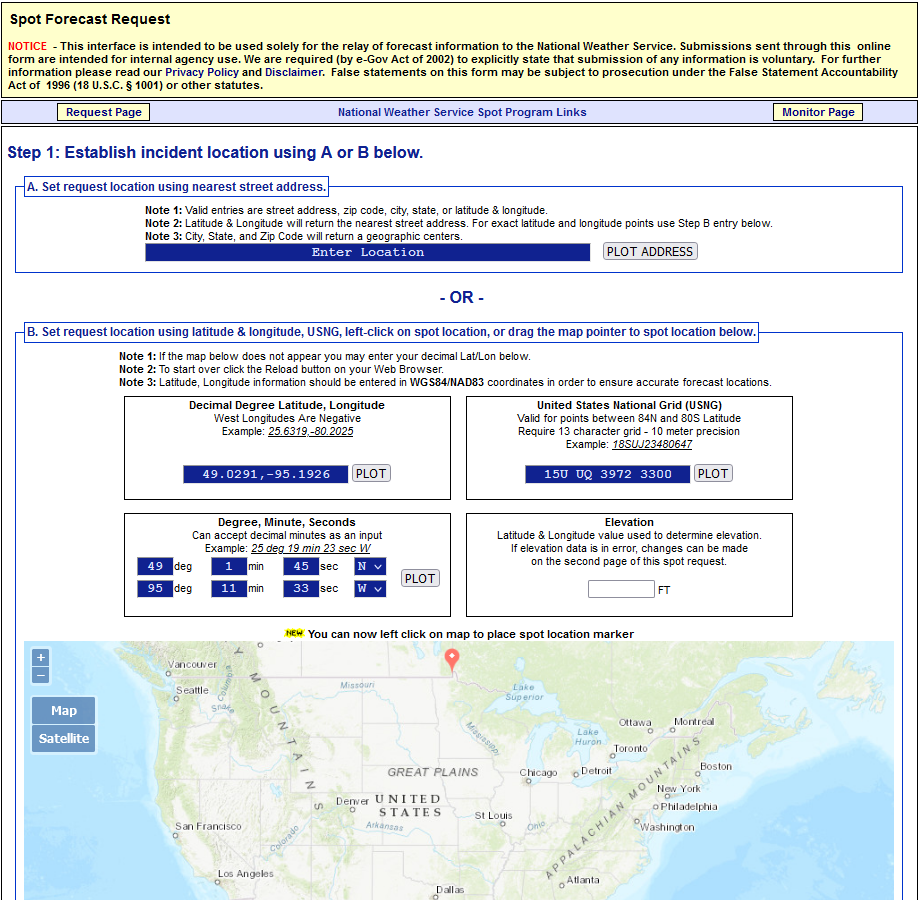 Spot Forecast Request
NOTICE - This interface is intended to be used solely for the relay of forecast information to the National Weather Service. Submissions sent through this online
form are intended for internal agency use. We are required (by e-Gov Act of 2002) to explicitly state that submission of any information is voluntary. For further
information please read our Privacy Policy and Disclaimer. False statements on this form may be subject to prosecution under the False Statement Accountability
Act of 1996 (18 U.S.C. § 1001) or other statutes.
Request Page National Weather Service Spot Program Links Monitor Page
Step 1: Establish incident location using A or B below.
A. Set request location using nearest street address.
Note 1: Valid entries are street address, zip code, city, state, or latitude & longitude.
Note 2: Latitude & Longitude will return the nearest street address. For exact latitude and longitude points use Step B entry below.
Note 3: City, State, and Zip Code will return a geographic centers.
Enter Location PLOT ADDRESS
- OR -
B. Set request location using latitude & longitude, USNG, left-click on spot location, or drag the map pointer to spot location below.
Note 1: If the map below does not appear you may enter your decimal Lat/Lon below.
Note 2: To start over click the Reload button on your Web Browser.
Note 3: Latitude, Longitude information should be entered in WGS84/NAD83 coordinates in order to ensure accurate forecast locations.
Decimal Degree Latitude, Longitude
West Longitudes Are Negative
Example: 25.6319,-80.2025
49.0291,-95.1926 PLOT
United States National Grid (USNG)
Valid for points between 84N and 80S Latitude
Require 13 character grid - 10 meter precision
Example: 18SUJ23480647
15U UQ 3972 3300 PLOT
Degree, Minute, Seconds
Can accept decimal minutes as an input
Example: 25 deg 19 min 23 sec W
49 deg 1 min 45 sec N
95 deg 11 min 33 sec W
PLOT
Elevation
Latitude & Longitude value used to determine elevation.
If elevation data is in error, changes can be made
on the second page of this spot request.
FT
NEW You can now left click on map to place spot location marker
+
−
Map
Satellite
Vancouver
Seattle
Columbia
Snake
MOUNTAINS
Missouri
Lake
Superior
Mississippi
Lake
Huron
Ottawa
Montreal
Toronto
Boston
GREAT PLAINS
Chicago
Detroit
New York
Denver
UNITED
STATES
Philadelphia
St Louis
Ohio
Washington
Arkansas
APPALACHIAN MOUNTAINS
San Francisco
Colorado
Los Angeles
Atlanta
Dallas